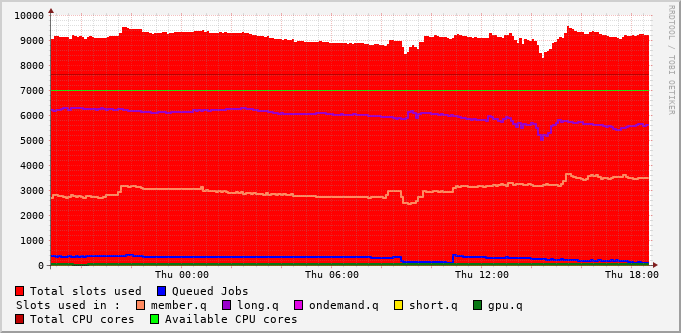 10000
9000
8000
7000
6000
5000
4000
3000
2000
1000
0
Thu 00:00 Thu 06:00 Thu 12:00 Thu 18:00
RRDTOOL / TOBI OETIKER
Total slots used Queued Jobs
Slots used in : member.q long.q ondemand.q short.q gpu.q
Total CPU cores Available CPU cores